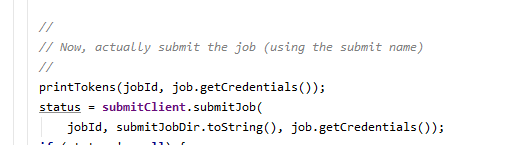 //
// Now, actually submit the job (using the submit name)
//
printTokens(jobId, job.getCredentials());
status = submitClient.submitJob(
jobId, submitJobDir.toString(), job.getCredentials());